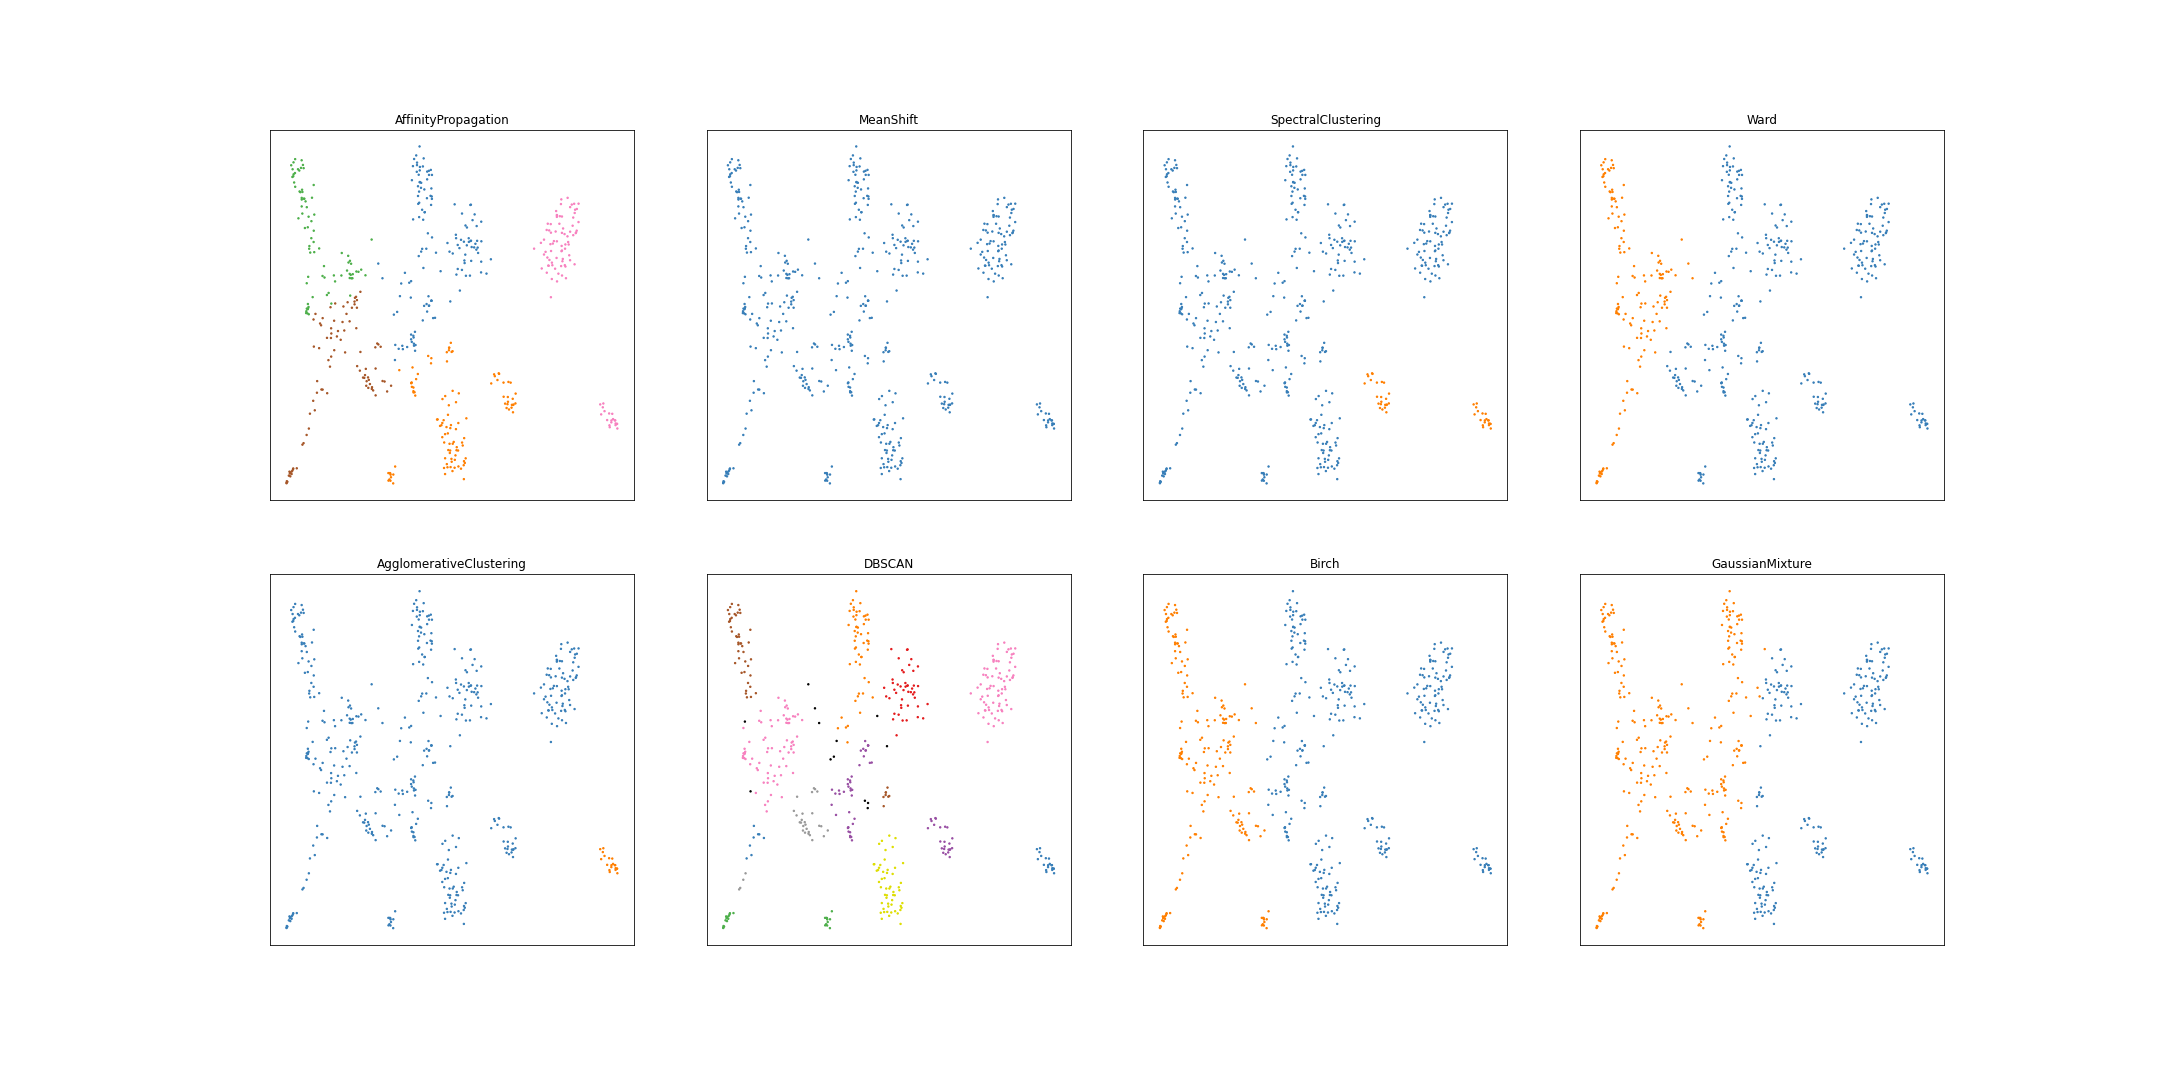 AffinityPropagation
MeanShift
SpectralClustering
Ward
AgglomerativeClustering
DBSCAN
Birch
GaussianMixture